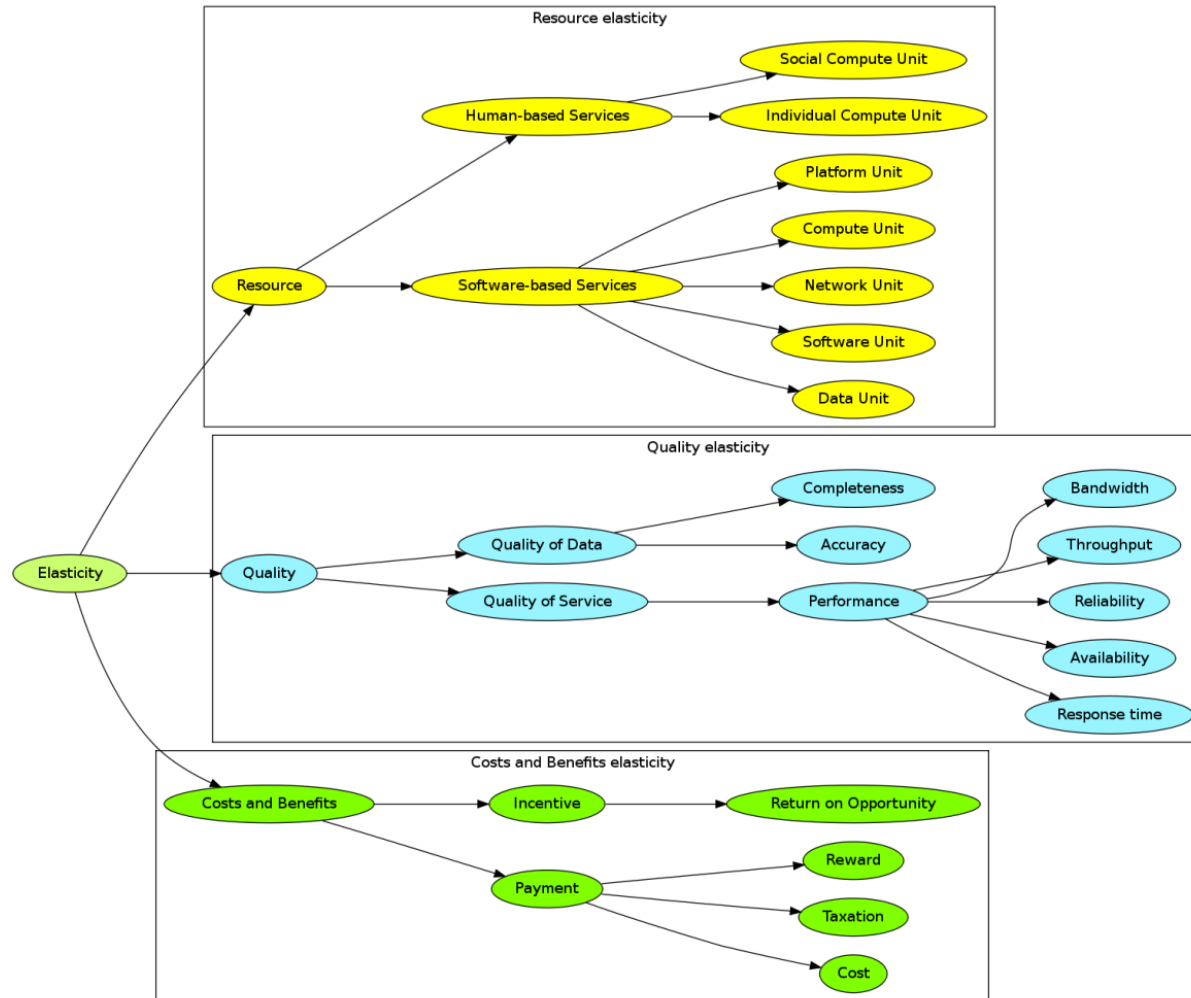 Resource elasticity
Social Compute Unit
Human-based Services
Individual Compute Unit
Platform Unit
Compute Unit
Resource
Software-based Services
Network Unit
Software Unit
Data Unit
Quality elasticity
Completeness
Bandwidth
Quality of Data
Accuracy
Throughput
Elasticity
Quality
Quality of Service
Performance
Reliability
Availability
Response time
Costs and Benefits elasticity
Costs and Benefits
Incentive
Return on Opportunity
Reward
Payment
Taxation
Cost